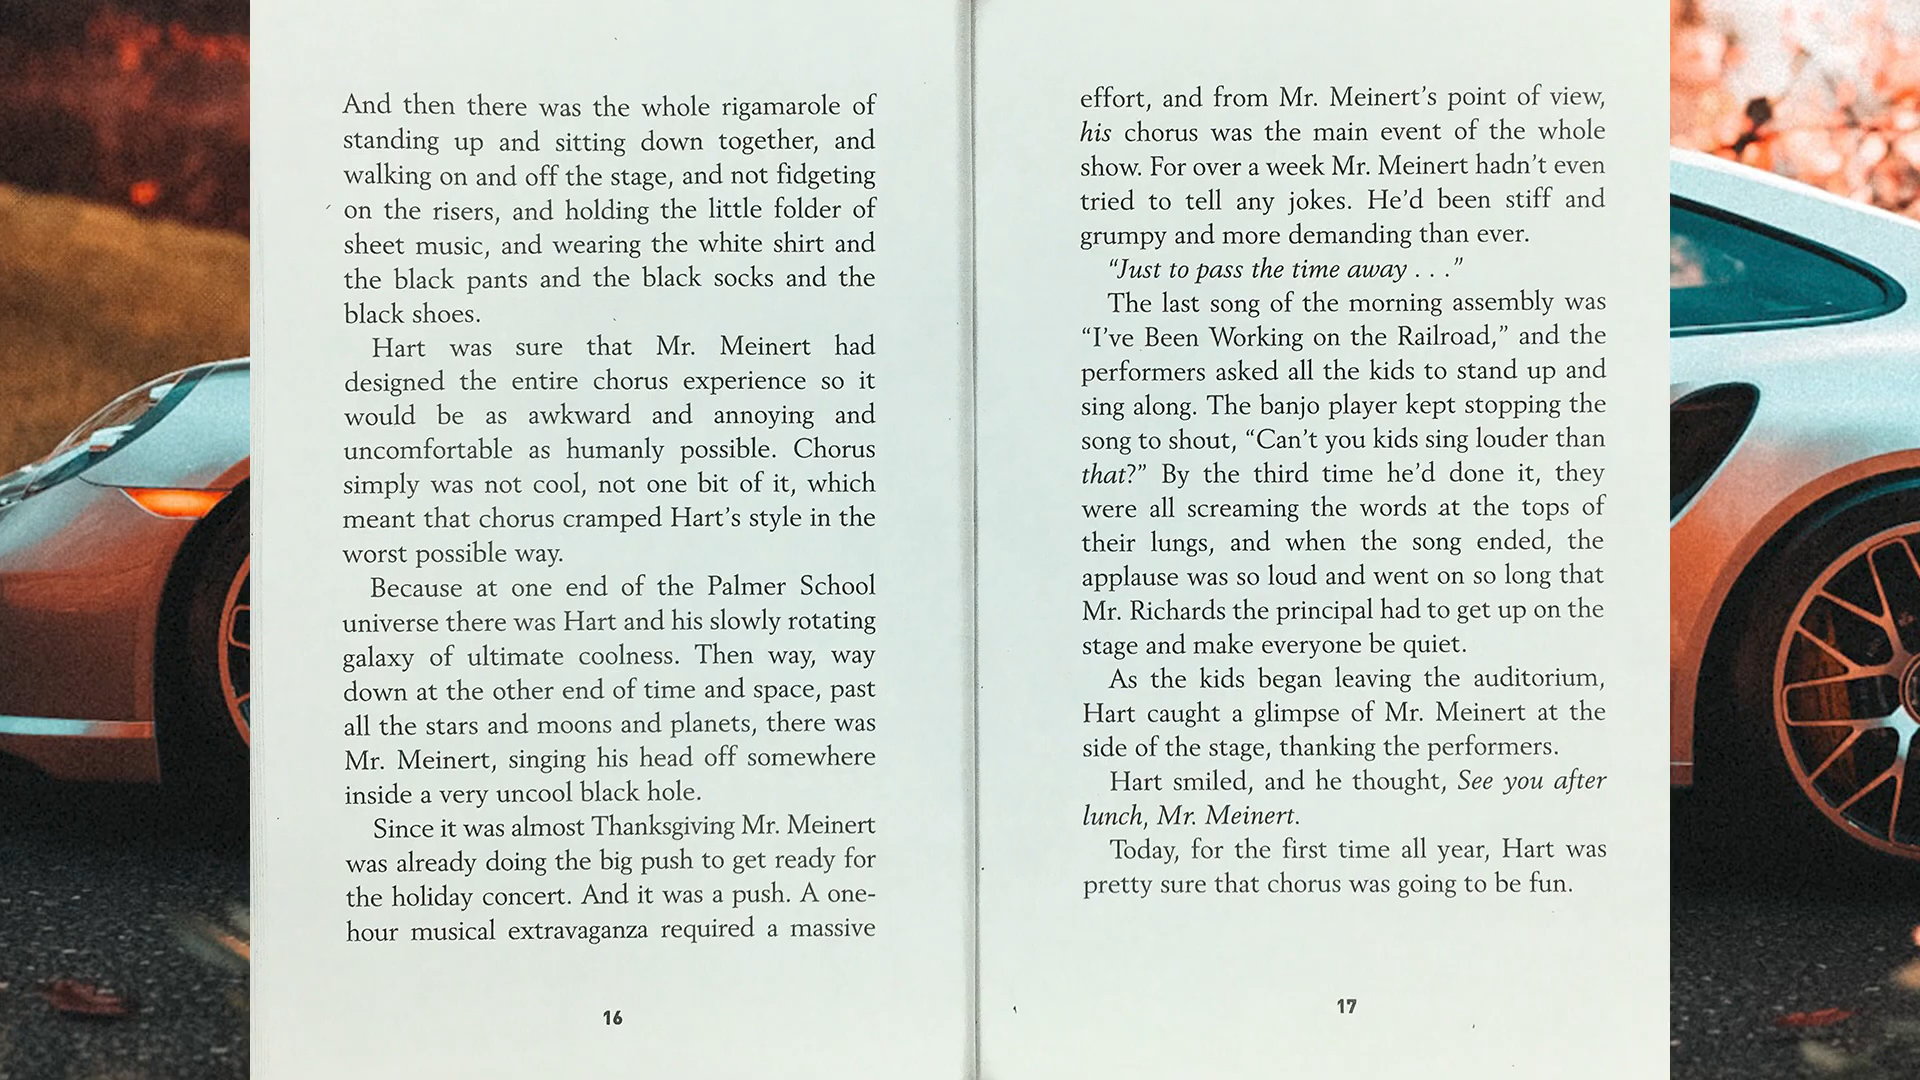 And then there was the whole rigamarole of
standing up and sitting down together, and
walking on and off the stage, and not fidgeting
on the risers, and holding the little folder of
sheet music, and wearing the white shirt and
the black pants and the black socks and the
black shoes.
Hart was sure that Mr. Meinert had
designed the entire chorus experience so it
would be as awkward and annoying and
uncomfortable as humanly possible. Chorus
simply was not cool, not one bit of it, which
meant that chorus cramped Hart's style in the
worst possible way.
Because at one end of the Palmer School
universe there was Hart and his slowly rotating
galaxy of ultimate coolness. Then way, way
down at the other end of time and space, past
all the stars and moons and planets, there was
Mr. Meinert, singing his head off somewhere
inside a very uncool black hole.
Since it was almost Thanksgiving Mr. Meinert
was already doing the big push to get ready for
the holiday concert. And it was a push. A one-
hour musical extravaganza required a massive
16
effort, and from Mr. Meinert's point of view,
his chorus was the main event of the whole
show. For over a week Mr. Meinert hadn't even
tried to tell any jokes. He'd been stiff and
grumpy and more demanding than ever.
“Just to pass the time away . . .”
The last song of the morning assembly was
“I've Been Working on the Railroad,” and the
performers asked all the kids to stand up and
sing along. The banjo player kept stopping the
song to shout, “Can't you kids sing louder than
that?” By the third time he'd done it, they
were all screaming the words at the tops of
their lungs, and when the song ended, the
applause was so loud and went on so long that
Mr. Richards the principal had to get up on the
stage and make everyone be quiet.
As the kids began leaving the auditorium,
Hart caught a glimpse of Mr. Meinert at the
side of the stage, thanking the performers.
Hart smiled, and he thought, See you after
lunch, Mr. Meinert.
Today, for the first time all year, Hart was
pretty sure that chorus was going to be fun.
17